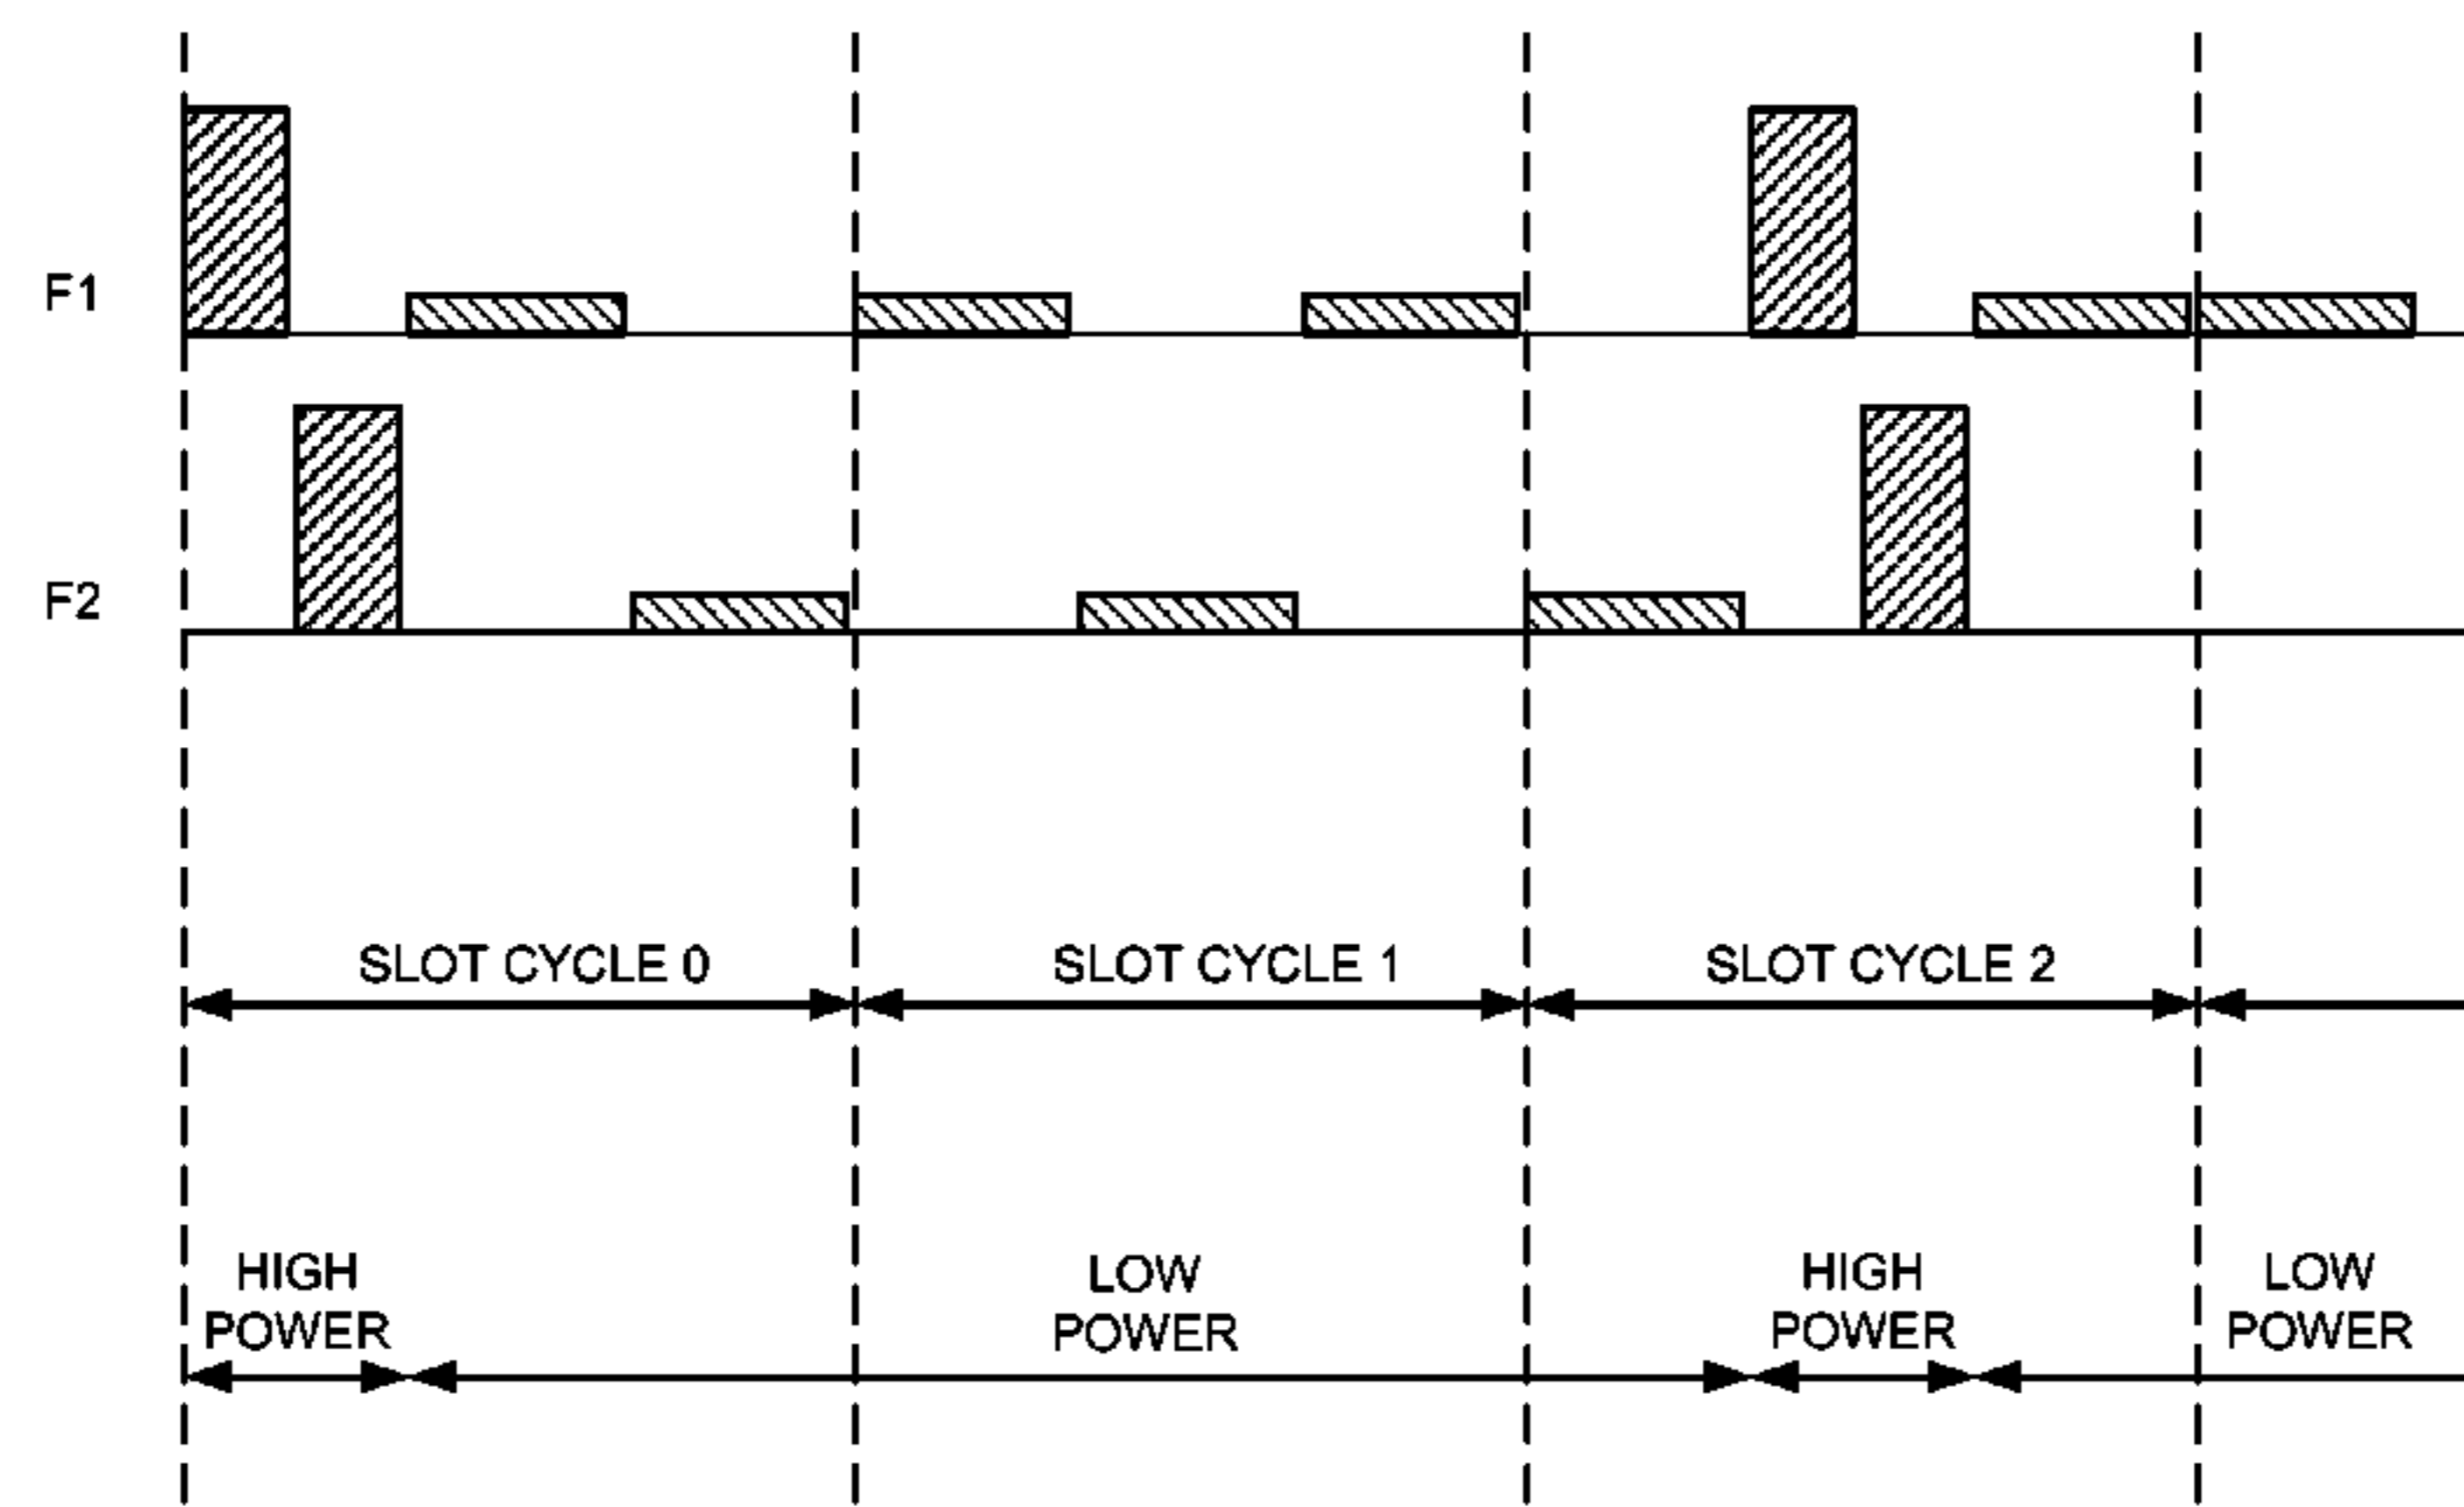 F1
F2
SLOT CYCLE 0
SLOT CYCLE 1
SLOT CYCLE 2
HIGH
POWER
LOW
POWER
HIGH
POWER
LOW
POWER